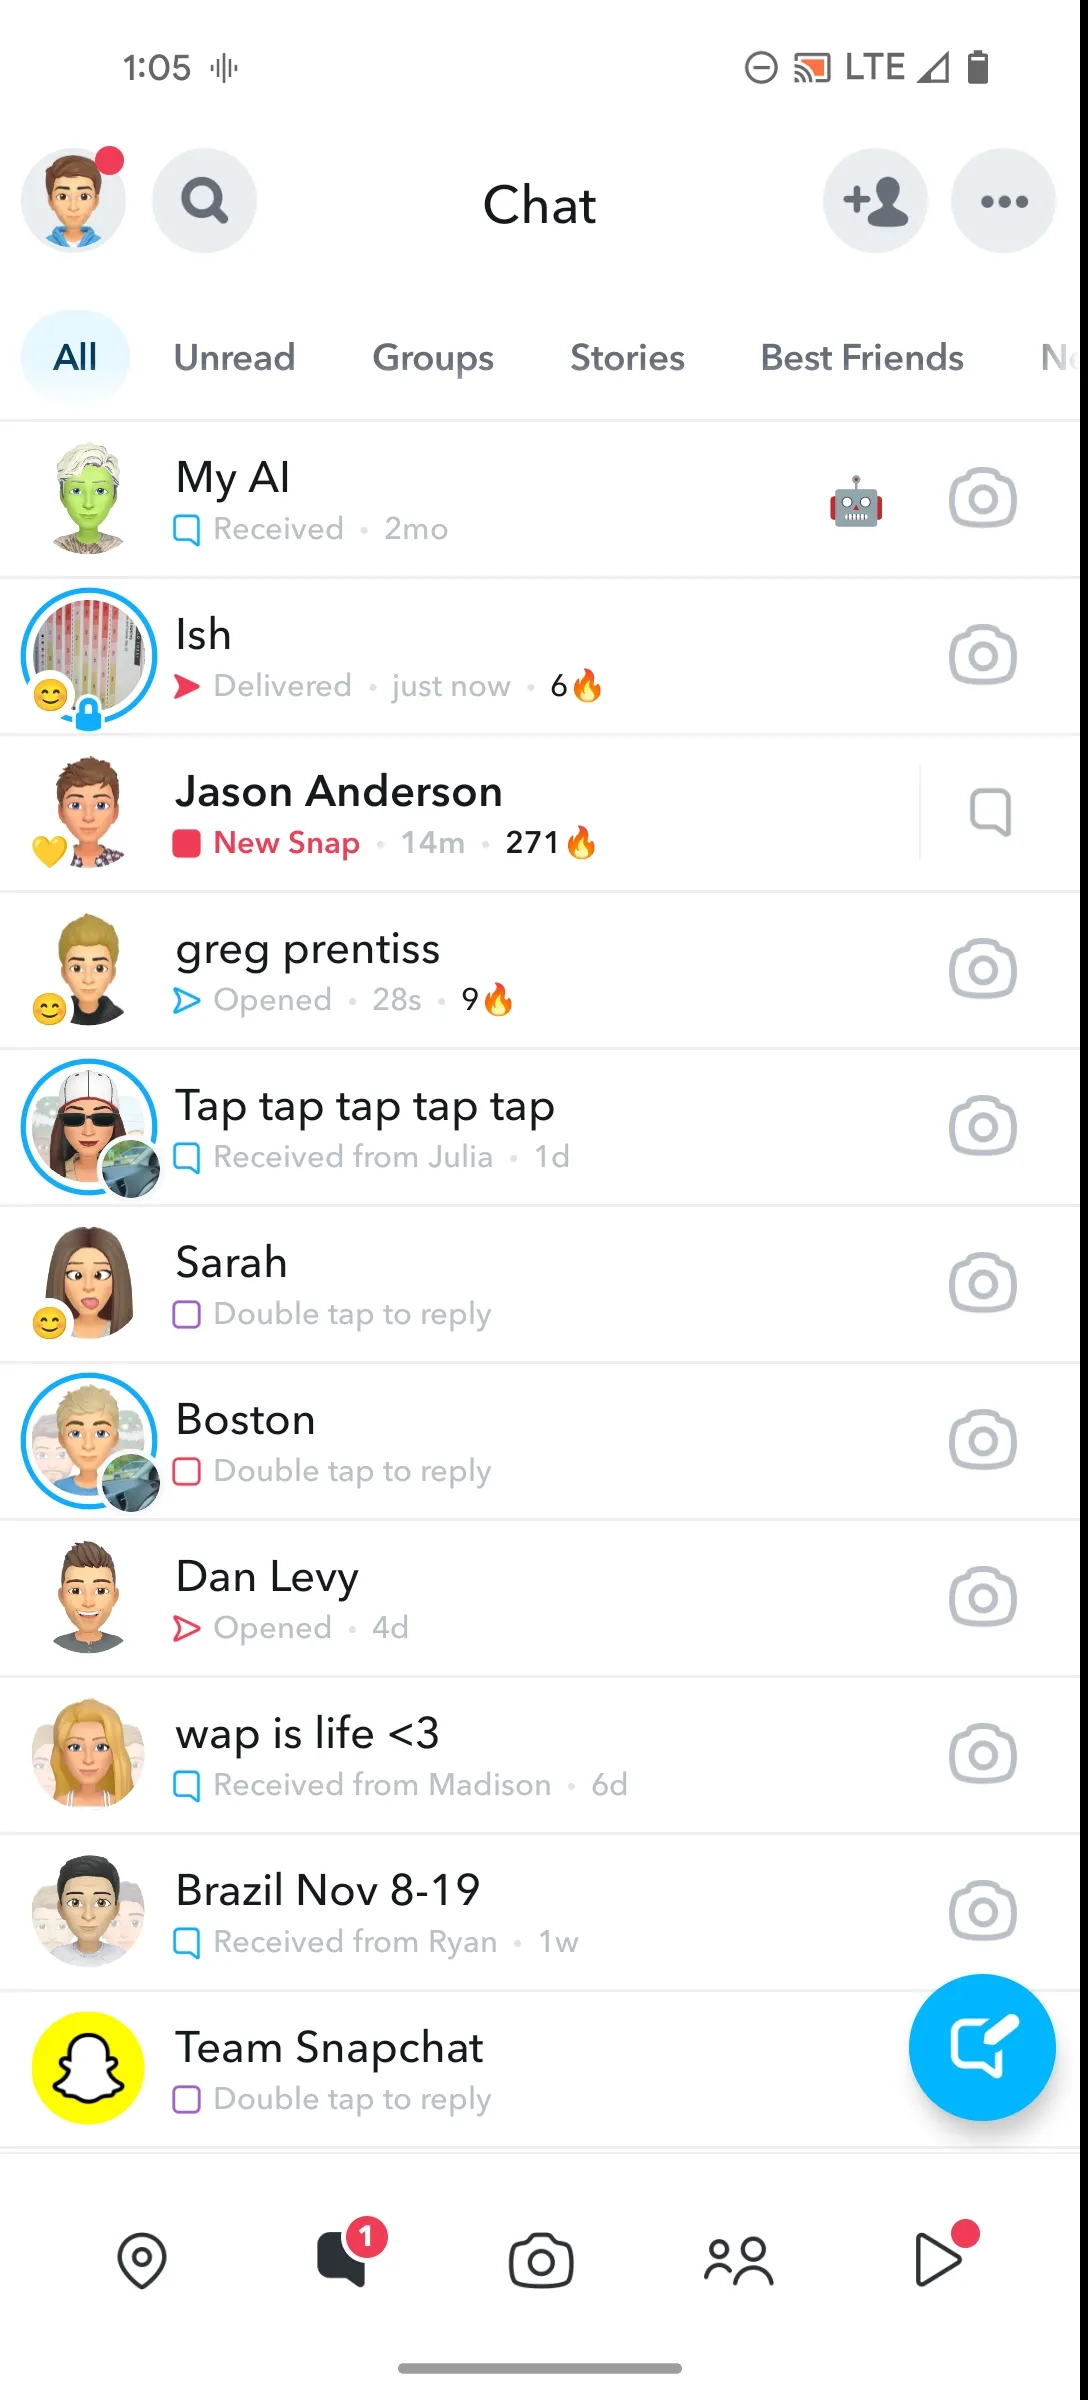 1:05 LTE
Chat
All Unread Groups Stories Best Friends
My AI
Received • 2mo
Ish
Delivered • just now • 6🔥
Jason Anderson
New Snap • 14m • 271🔥
greg prentiss
Opened • 28s • 9🔥
Tap tap tap tap tap
Received from Julia • 1d
Sarah
Double tap to reply
Boston
Double tap to reply
Dan Levy
Opened • 4d
wap is life <3
Received from Madison • 6d
Brazil Nov 8-19
Received from Ryan • 1w
Team Snapchat
Double tap to reply
1